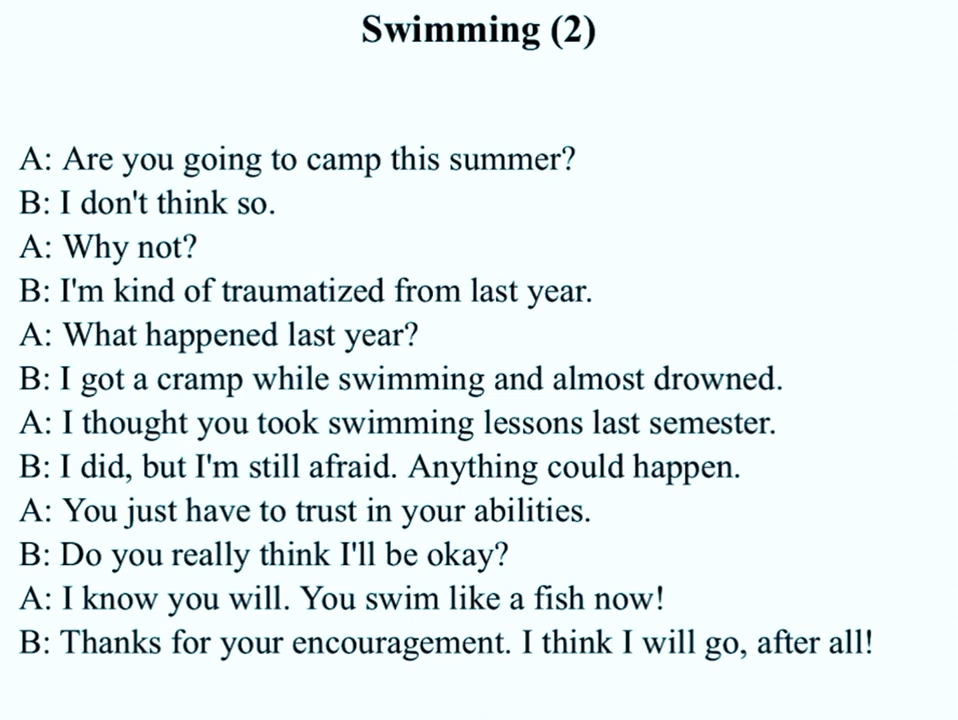 Swimming (2)
A: Are you going to camp this summer?
B: I don't think so.
A: Why not?
B: I'm kind of traumatized from last year.
A: What happened last year?
B: I got a cramp while swimming and almost drowned.
A: I thought you took swimming lessons last semester.
B: I did, but I'm still afraid. Anything could happen.
A: You just have to trust in your abilities.
B: Do you really think I'll be okay?
A: I know you will. You swim like a fish now!
B: Thanks for your encouragement. I think I will go, after all!